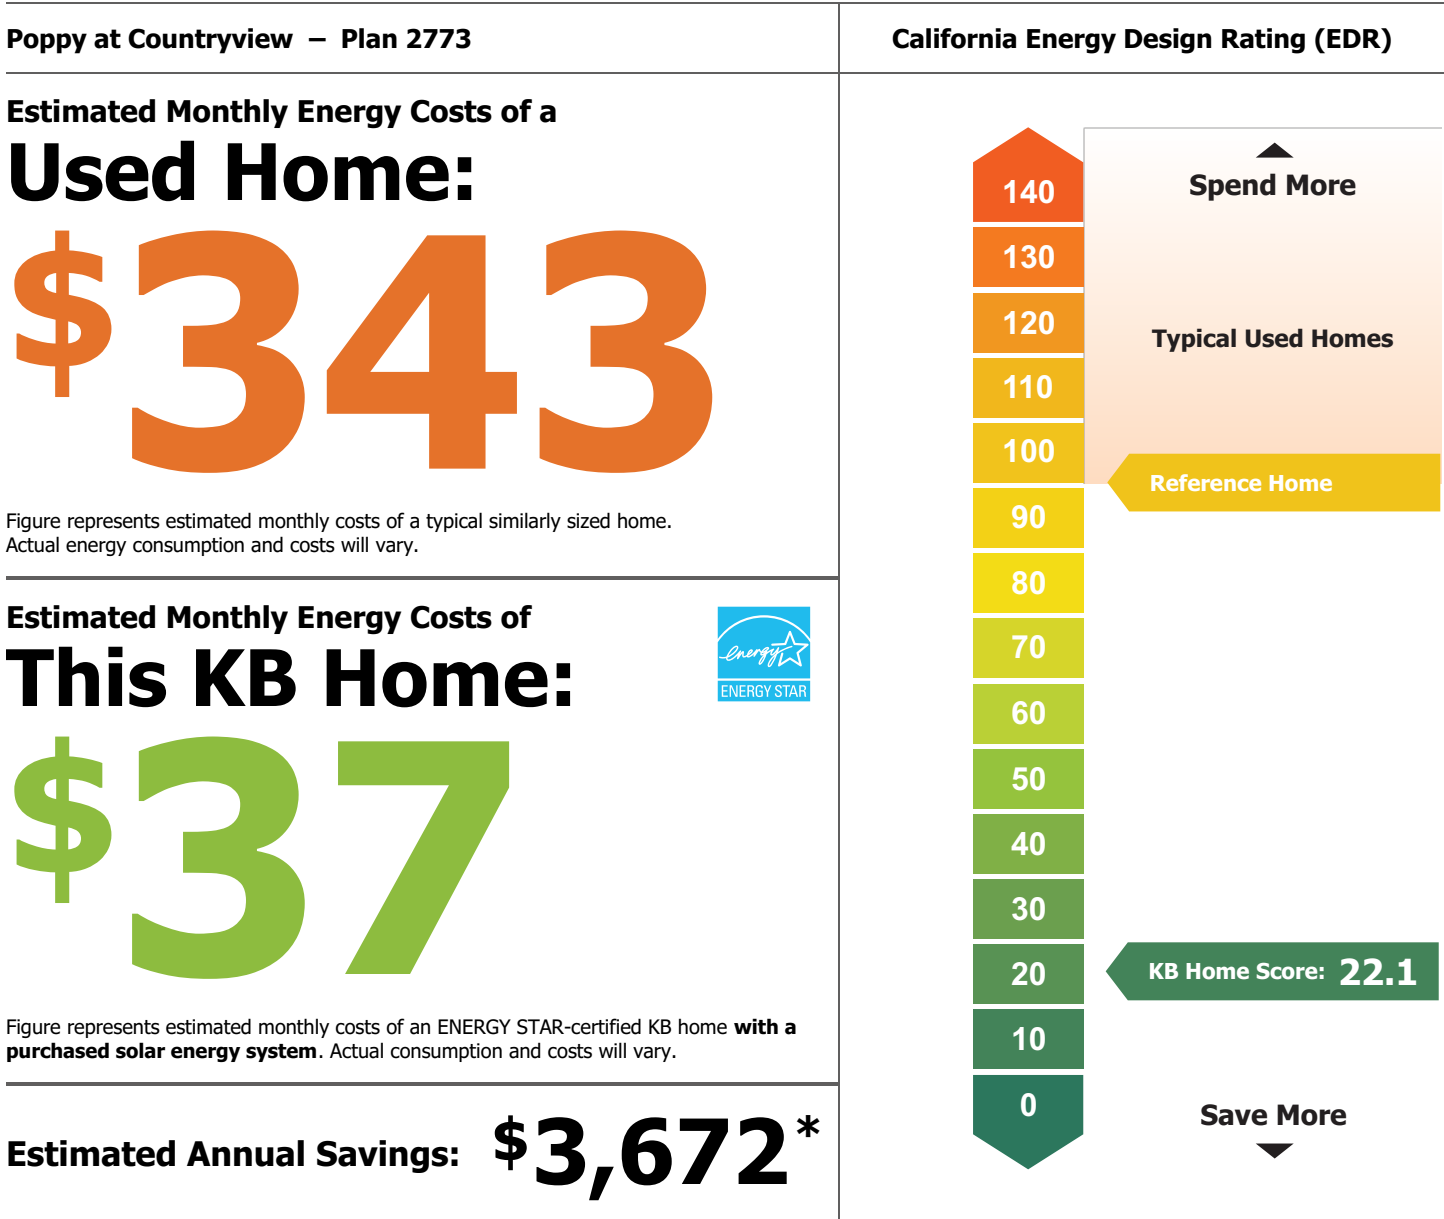 Poppy at Countryview – Plan 2773
Estimated Monthly Energy Costs of a
Used Home:
$343
Figure represents estimated monthly costs of a typical similarly sized home.
Actual energy consumption and costs will vary.
Estimated Monthly Energy Costs of
This KB Home:
energy
ENERGY STAR
$37
Figure represents estimated monthly costs of an ENERGY STAR-certified KB home with a
purchased solar energy system. Actual consumption and costs will vary.
Estimated Annual Savings: $3,672*
California Energy Design Rating (EDR)
140
Spend More
130
120
Typical Used Homes
110
100
Reference Home
90
80
70
60
50
40
30
20
KB Home Score: 22.1
10
0
Save More